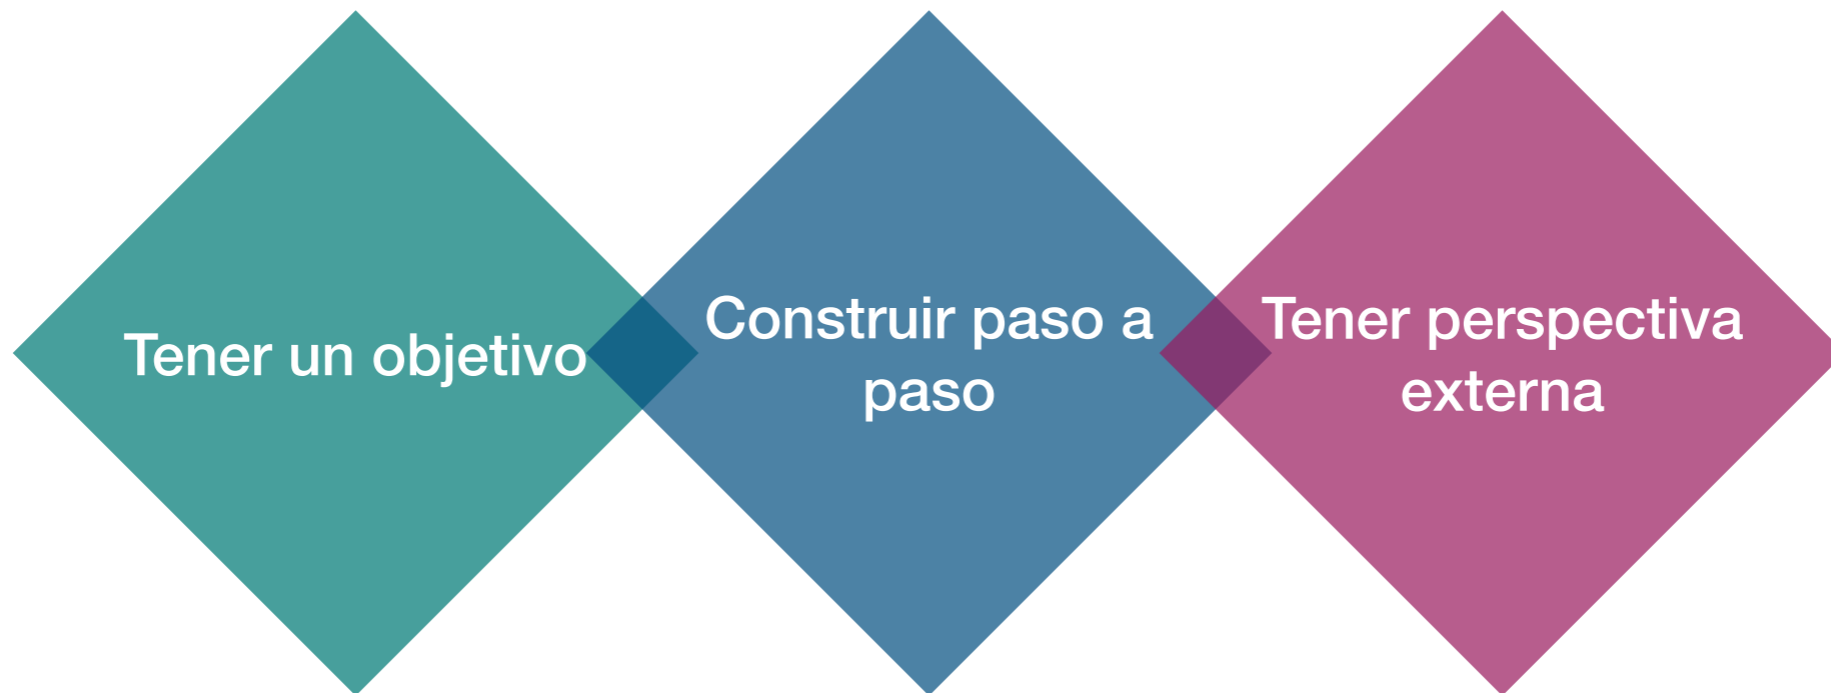 Tener un objetivo
Construir paso a
paso
Tener perspectiva
externa